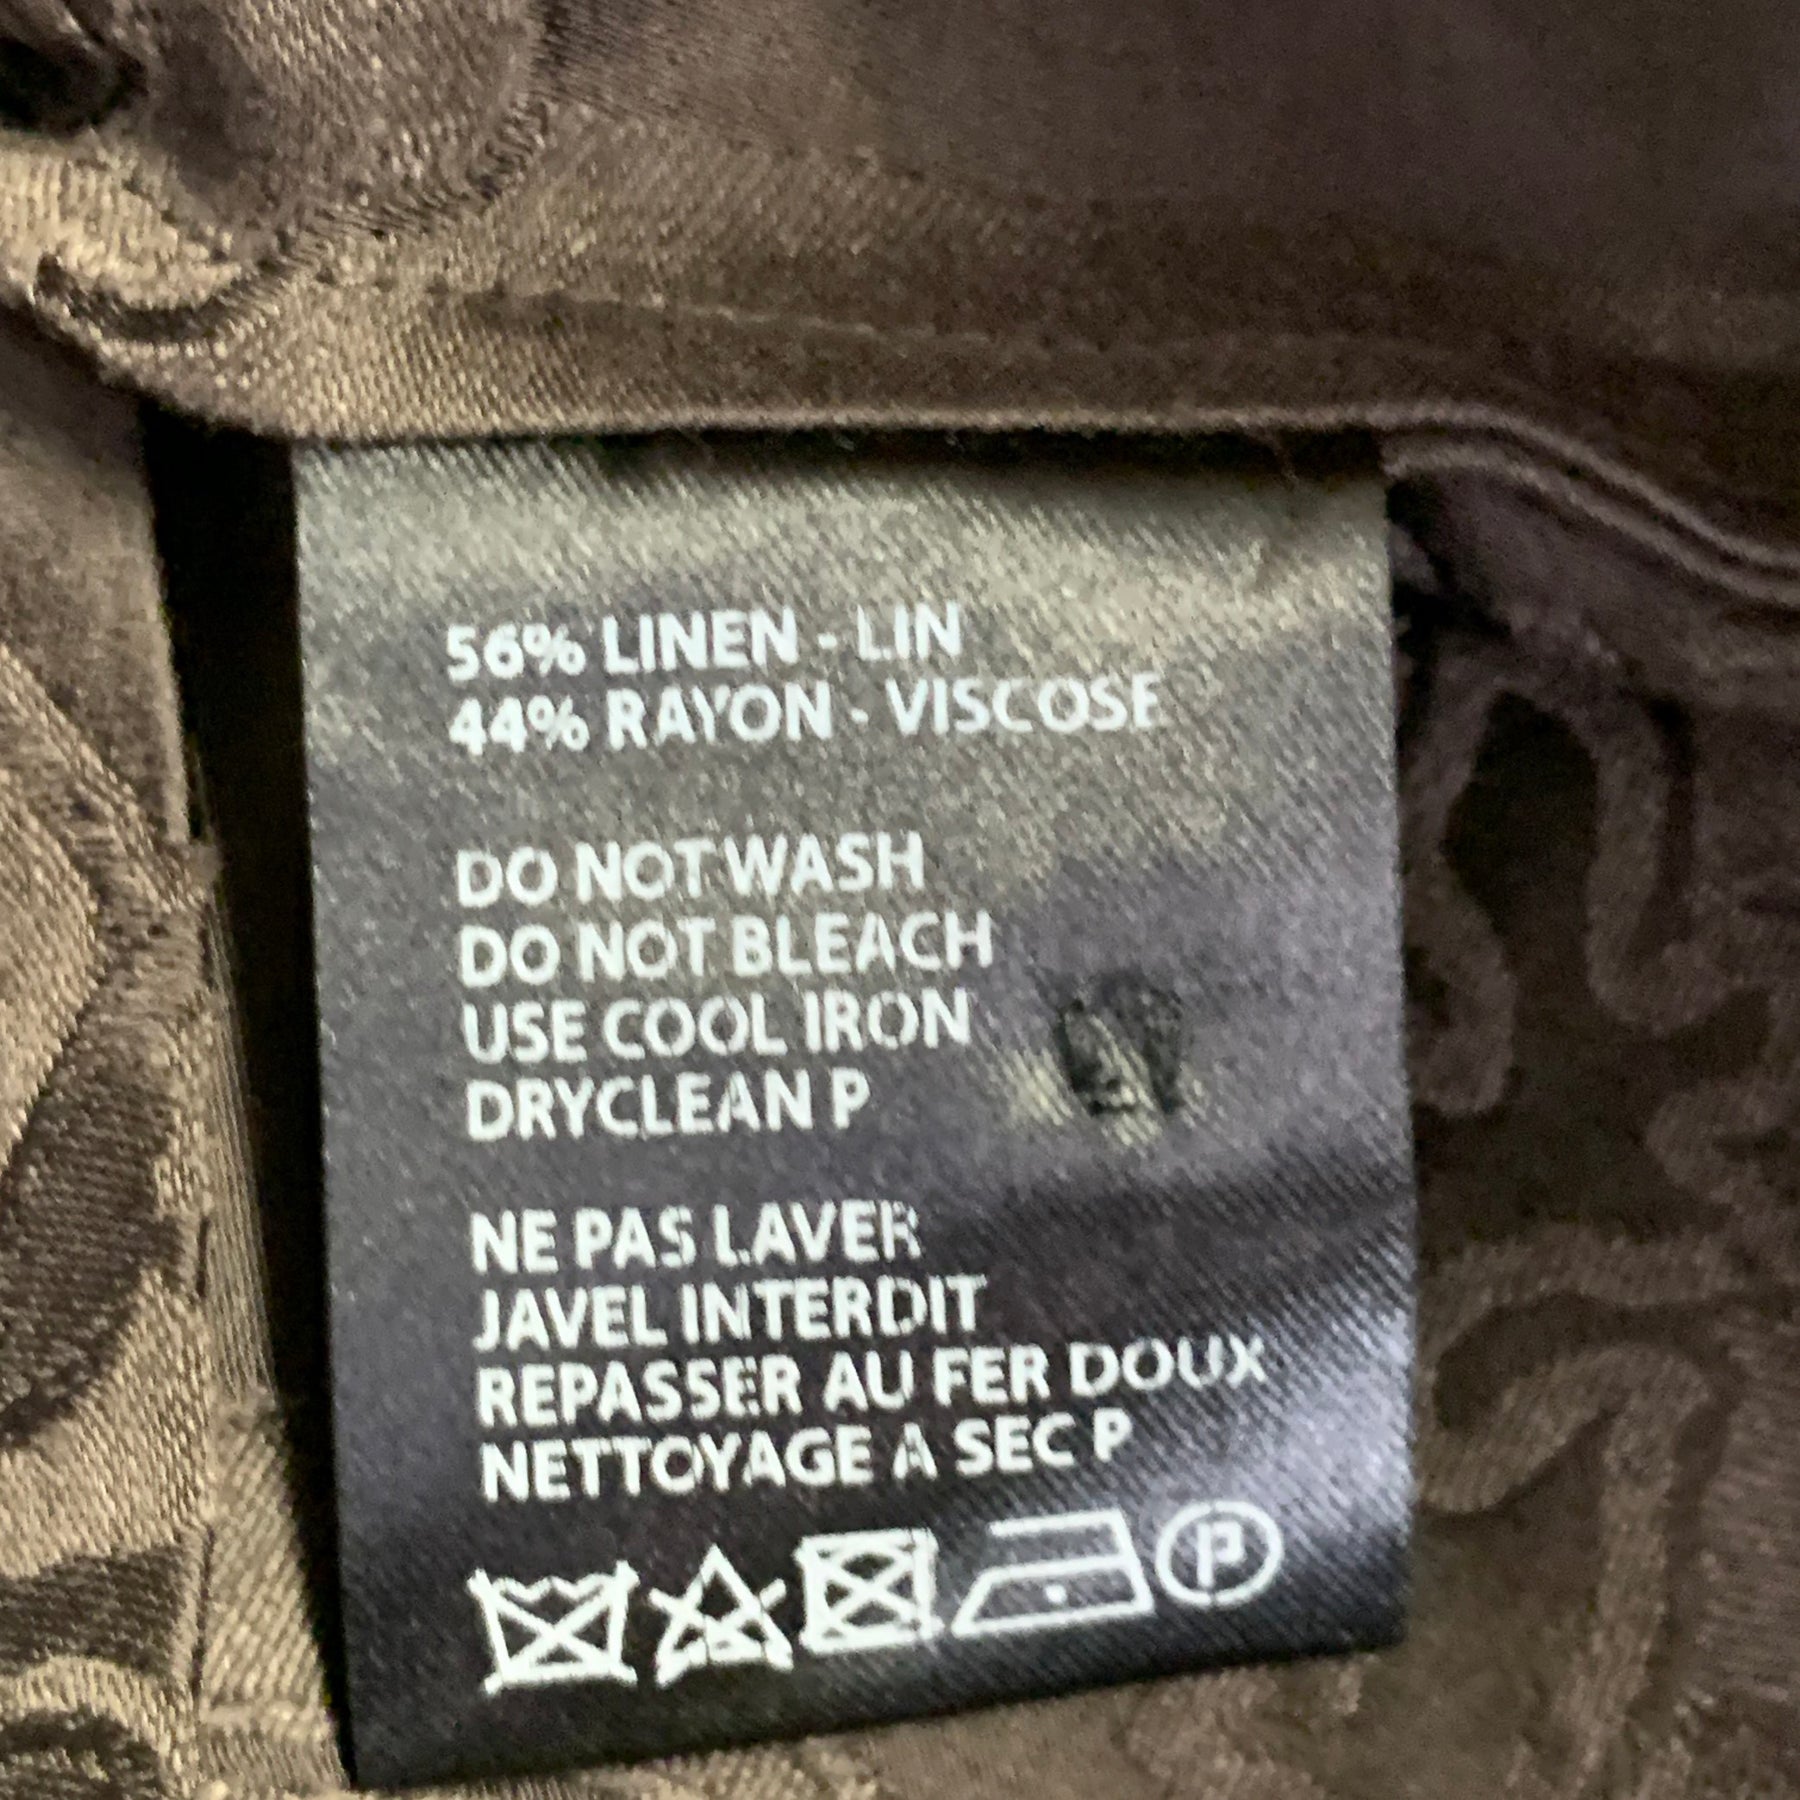 56% LINEN - LIN
44% RAYON - VISCOSE
DO NOT WASH
DO NOT BLEACH
USE COOL IRON
DRYCLEAN P
NE PAS LAVER
JAVEL INTERDIT
REPASSER AU FER DOUX
NETTOYAGE A SEC P
P